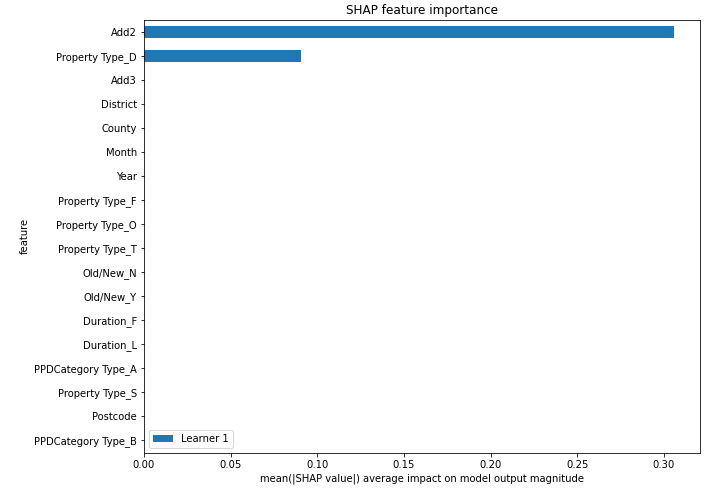 SHAP feature importance
Add2
Property Type_D
Add3
District
County
Month
Year
Property Type_F
Property Type_O
Property Type_T
Old/New_N
Old/New_Y
Duration_F
Duration_L
PPDCategory Type_A
Property Type_S
Postcode
PPDCategory Type_B
feature
Learner 1
0.00 0.05 0.10 0.15 0.20 0.25 0.30
mean(|SHAP value|) average impact on model output magnitude